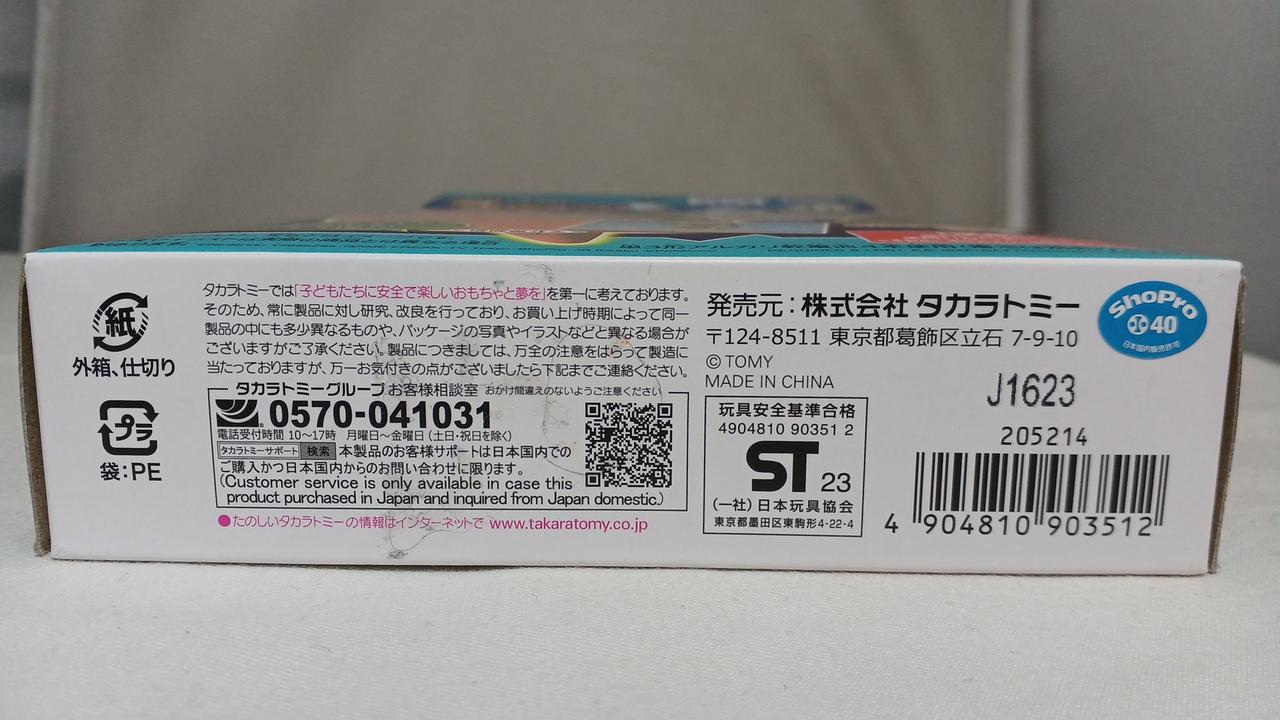 紙
外箱、仕切り
プラ
袋：PE
タカラトミーでは「子どもたちに安全で楽しいおもちゃと夢を」を第一に考えております。
そのため、常に製品に対し研究、改良を行っており、お買い上げ時期によって同一
製品の中にも多少異なるものや、パッケージの写真やイラストなどと異なる場合が
ございますがご了承ください。製品につきましては、万全の注意をはらって製造に
当たっておりますが、万一お気付きの点がございましたら下記までご連絡ください。
タカラトミーグループ お客様相談室 おかけ間違えのないようご注意ください
0570-041031
電話受付時間 10〜17時 月曜日〜金曜日（土日・祝日を除く）
タカラトミーサポート 検索 本製品のお客様サポートは日本国内での
ご購入かつ日本国内からのお問い合わせに限ります。
(Customer service is only available in case this
product purchased in Japan and inquired from Japan domestic.)
●たのしいタカラトミーの情報はインターネットで www.takaratomy.co.jp
発売元：株式会社 タカラトミー
〒124-8511 東京都葛飾区立石 7-9-10
©TOMY
MADE IN CHINA
玩具安全基準合格
4904810 90351 2
ST 23
(一社) 日本玩具協会
東京都墨田区東駒形4-22-4
ShoPro
40
日本国内販売許可
J1623
205214
4 904810 903512